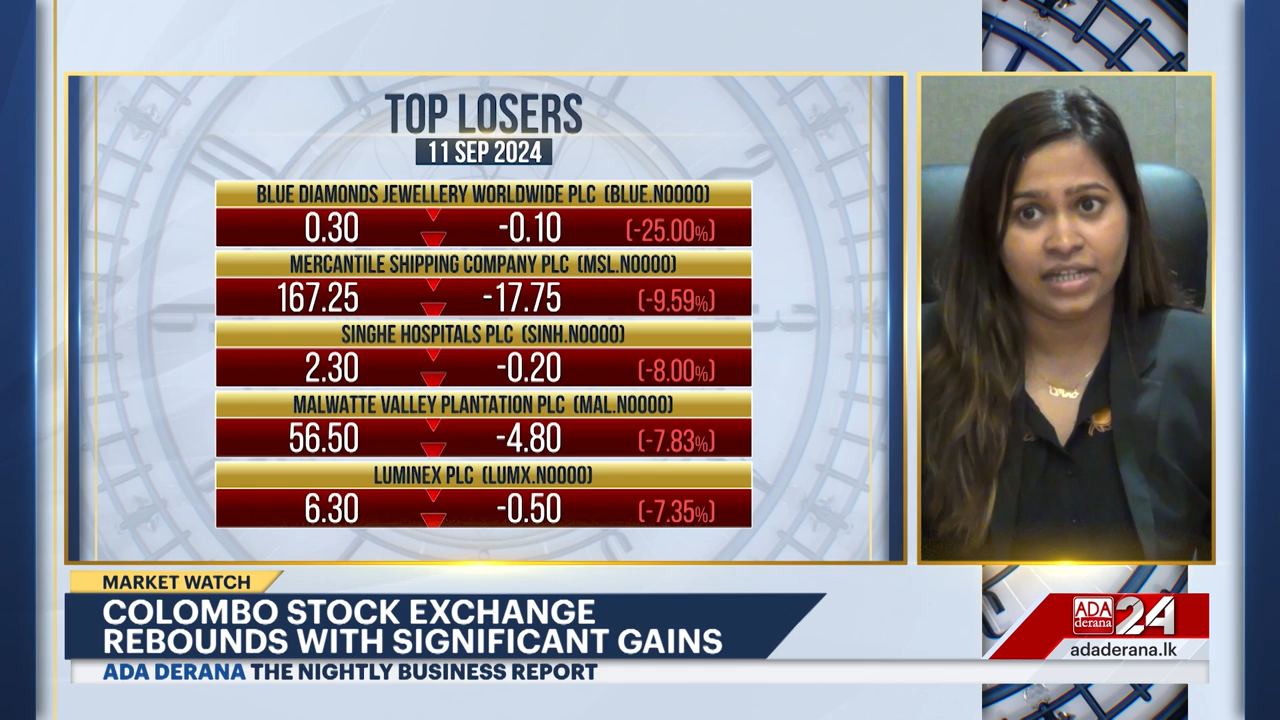 TOP LOSERS
11 SEP 2024
BLUE DIAMONDS JEWELLERY WORLDWIDE PLC (BLUE.N0000)
0.30 -0.10 (-25.00%)
MERCANTILE SHIPPING COMPANY PLC (MSL.N0000)
167.25 -17.75 (-9.59%)
SINGHE HOSPITALS PLC (SINH.N0000)
2.30 -0.20 (-8.00%)
MALWATTE VALLEY PLANTATION PLC (MAL.N0000)
56.50 -4.80 (-7.83%)
LUMINEX PLC (LUMX.N0000)
6.30 -0.50 (-7.35%)
MARKET WATCH
COLOMBO STOCK EXCHANGE
REBOUNDS WITH SIGNIFICANT GAINS
ADA DERANA THE NIGHTLY BUSINESS REPORT
ADA
derana 24
adaderana.lk